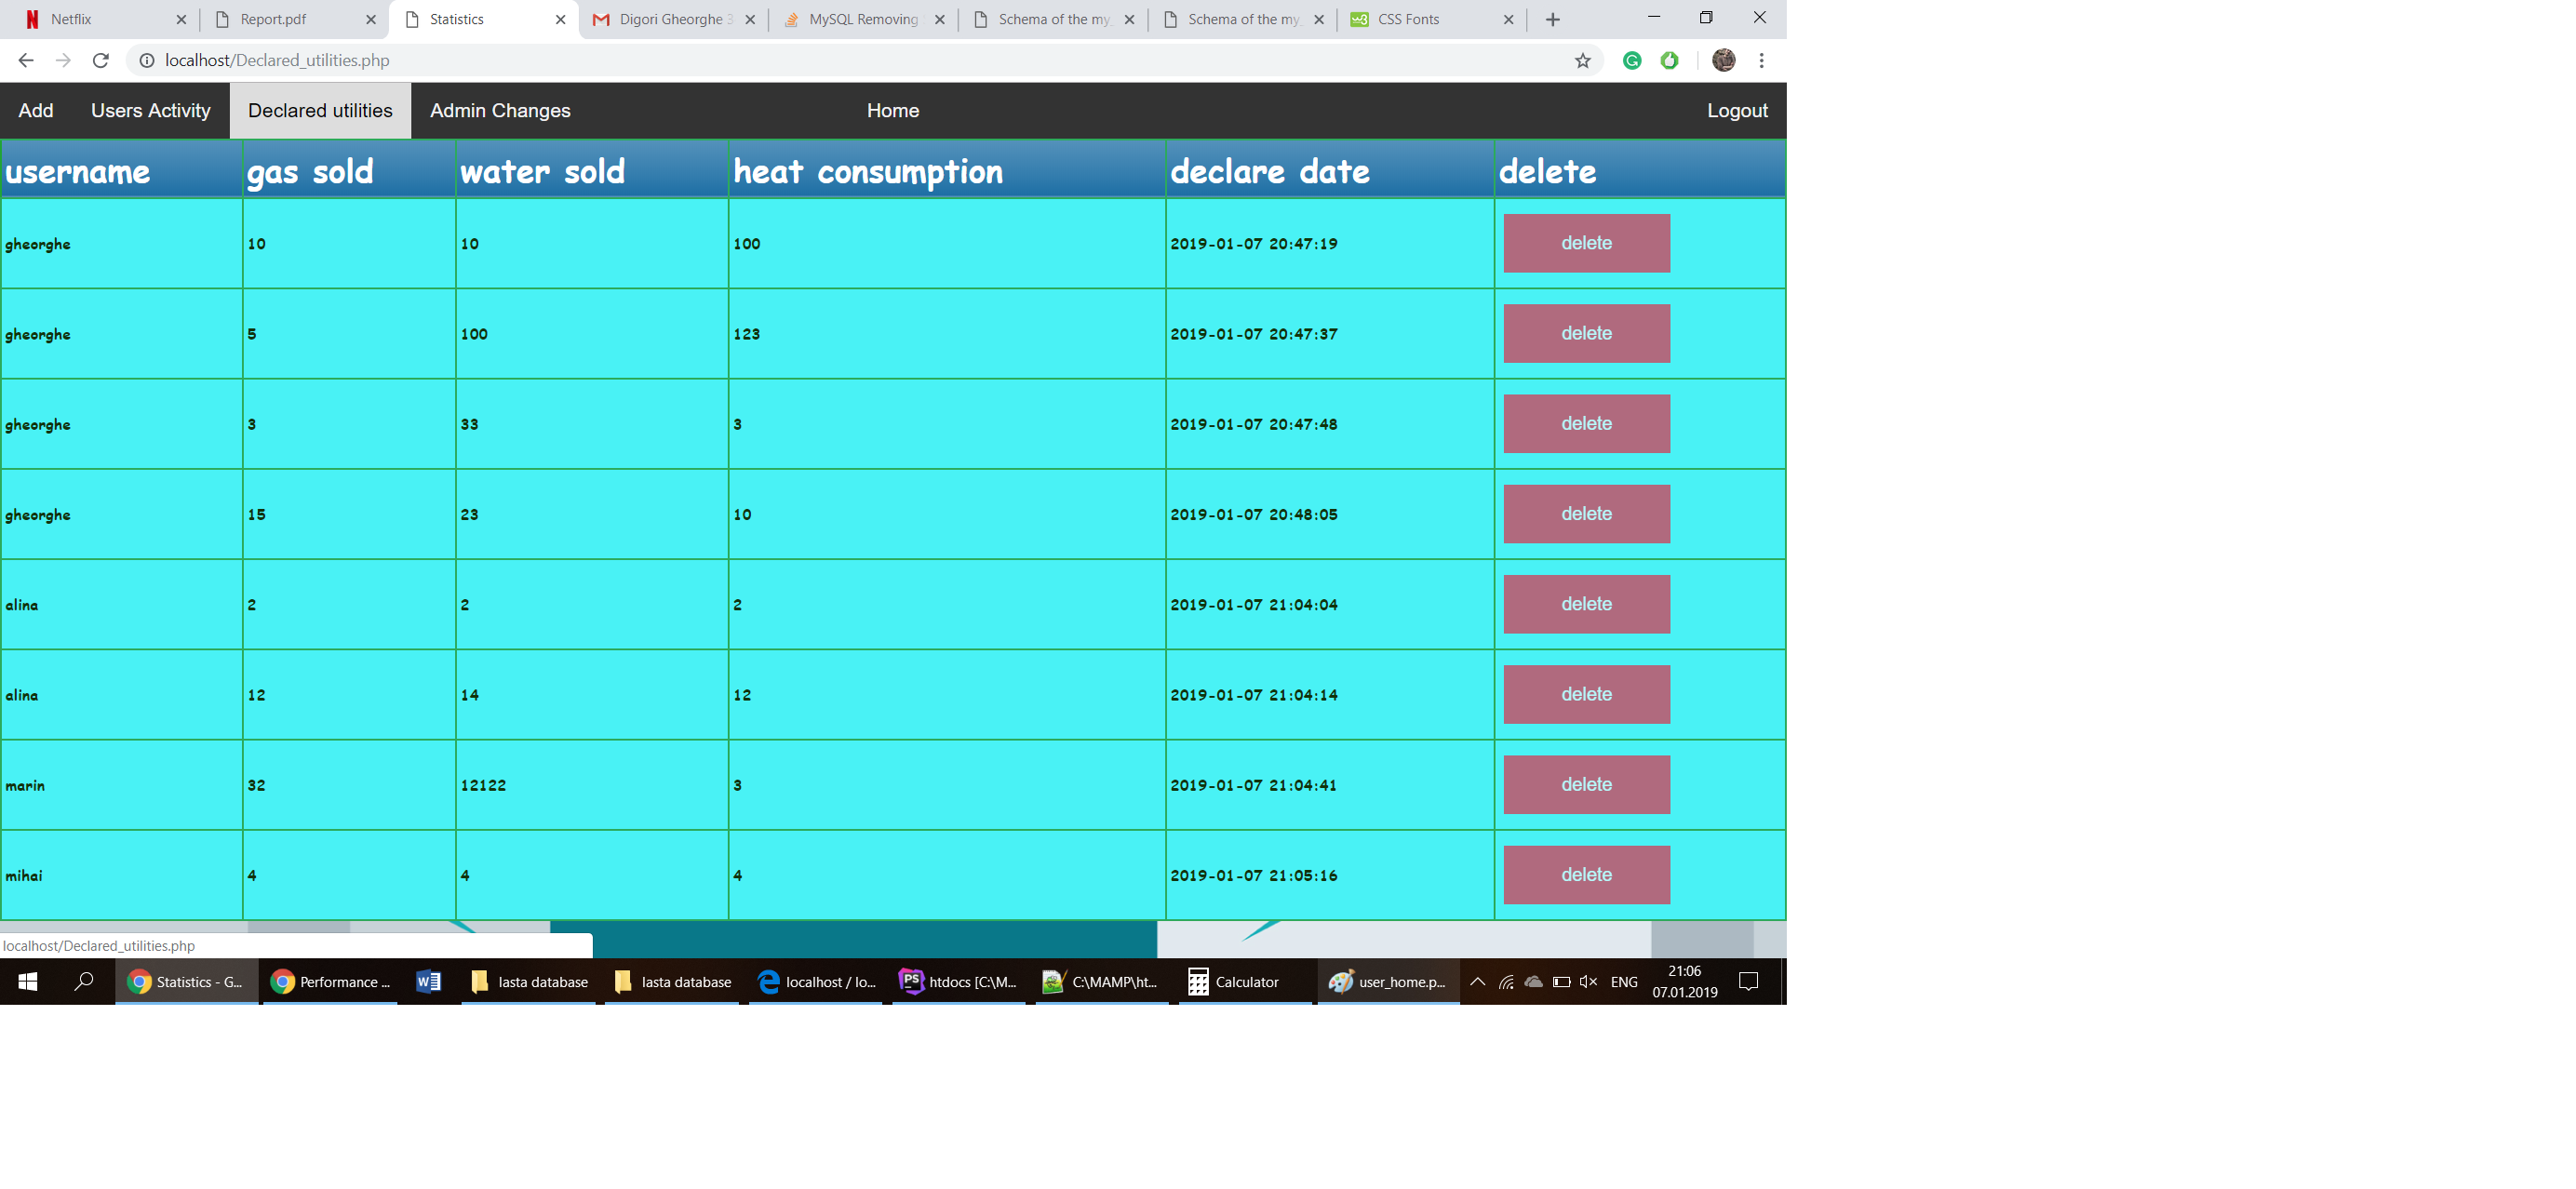 Netflix Report.pdf Statistics Digori Gheorghe MySQL Removing Schema of the my_ Schema of the my_ CSS Fonts
localhost/Declared_utilities.php
Add Users Activity Declared utilities Admin Changes Home Logout
username gas sold water sold heat consumption declare date delete
gheorghe 10 10 100 2019-01-07 20:47:19 delete
gheorghe 5 100 123 2019-01-07 20:47:37 delete
gheorghe 3 33 3 2019-01-07 20:47:48 delete
gheorghe 15 23 10 2019-01-07 20:48:05 delete
alina 2 2 2 2019-01-07 21:04:04 delete
alina 12 14 12 2019-01-07 21:04:14 delete
marin 32 12122 3 2019-01-07 21:04:41 delete
mihai 4 4 4 2019-01-07 21:05:16 delete
localhost/Declared_utilities.php
Statistics - G... Performance ... lasta database lasta database localhost / lo... htdocs [C:\M... C:\MAMP\ht... Calculator user_home.p... ENG 21:06
07.01.2019